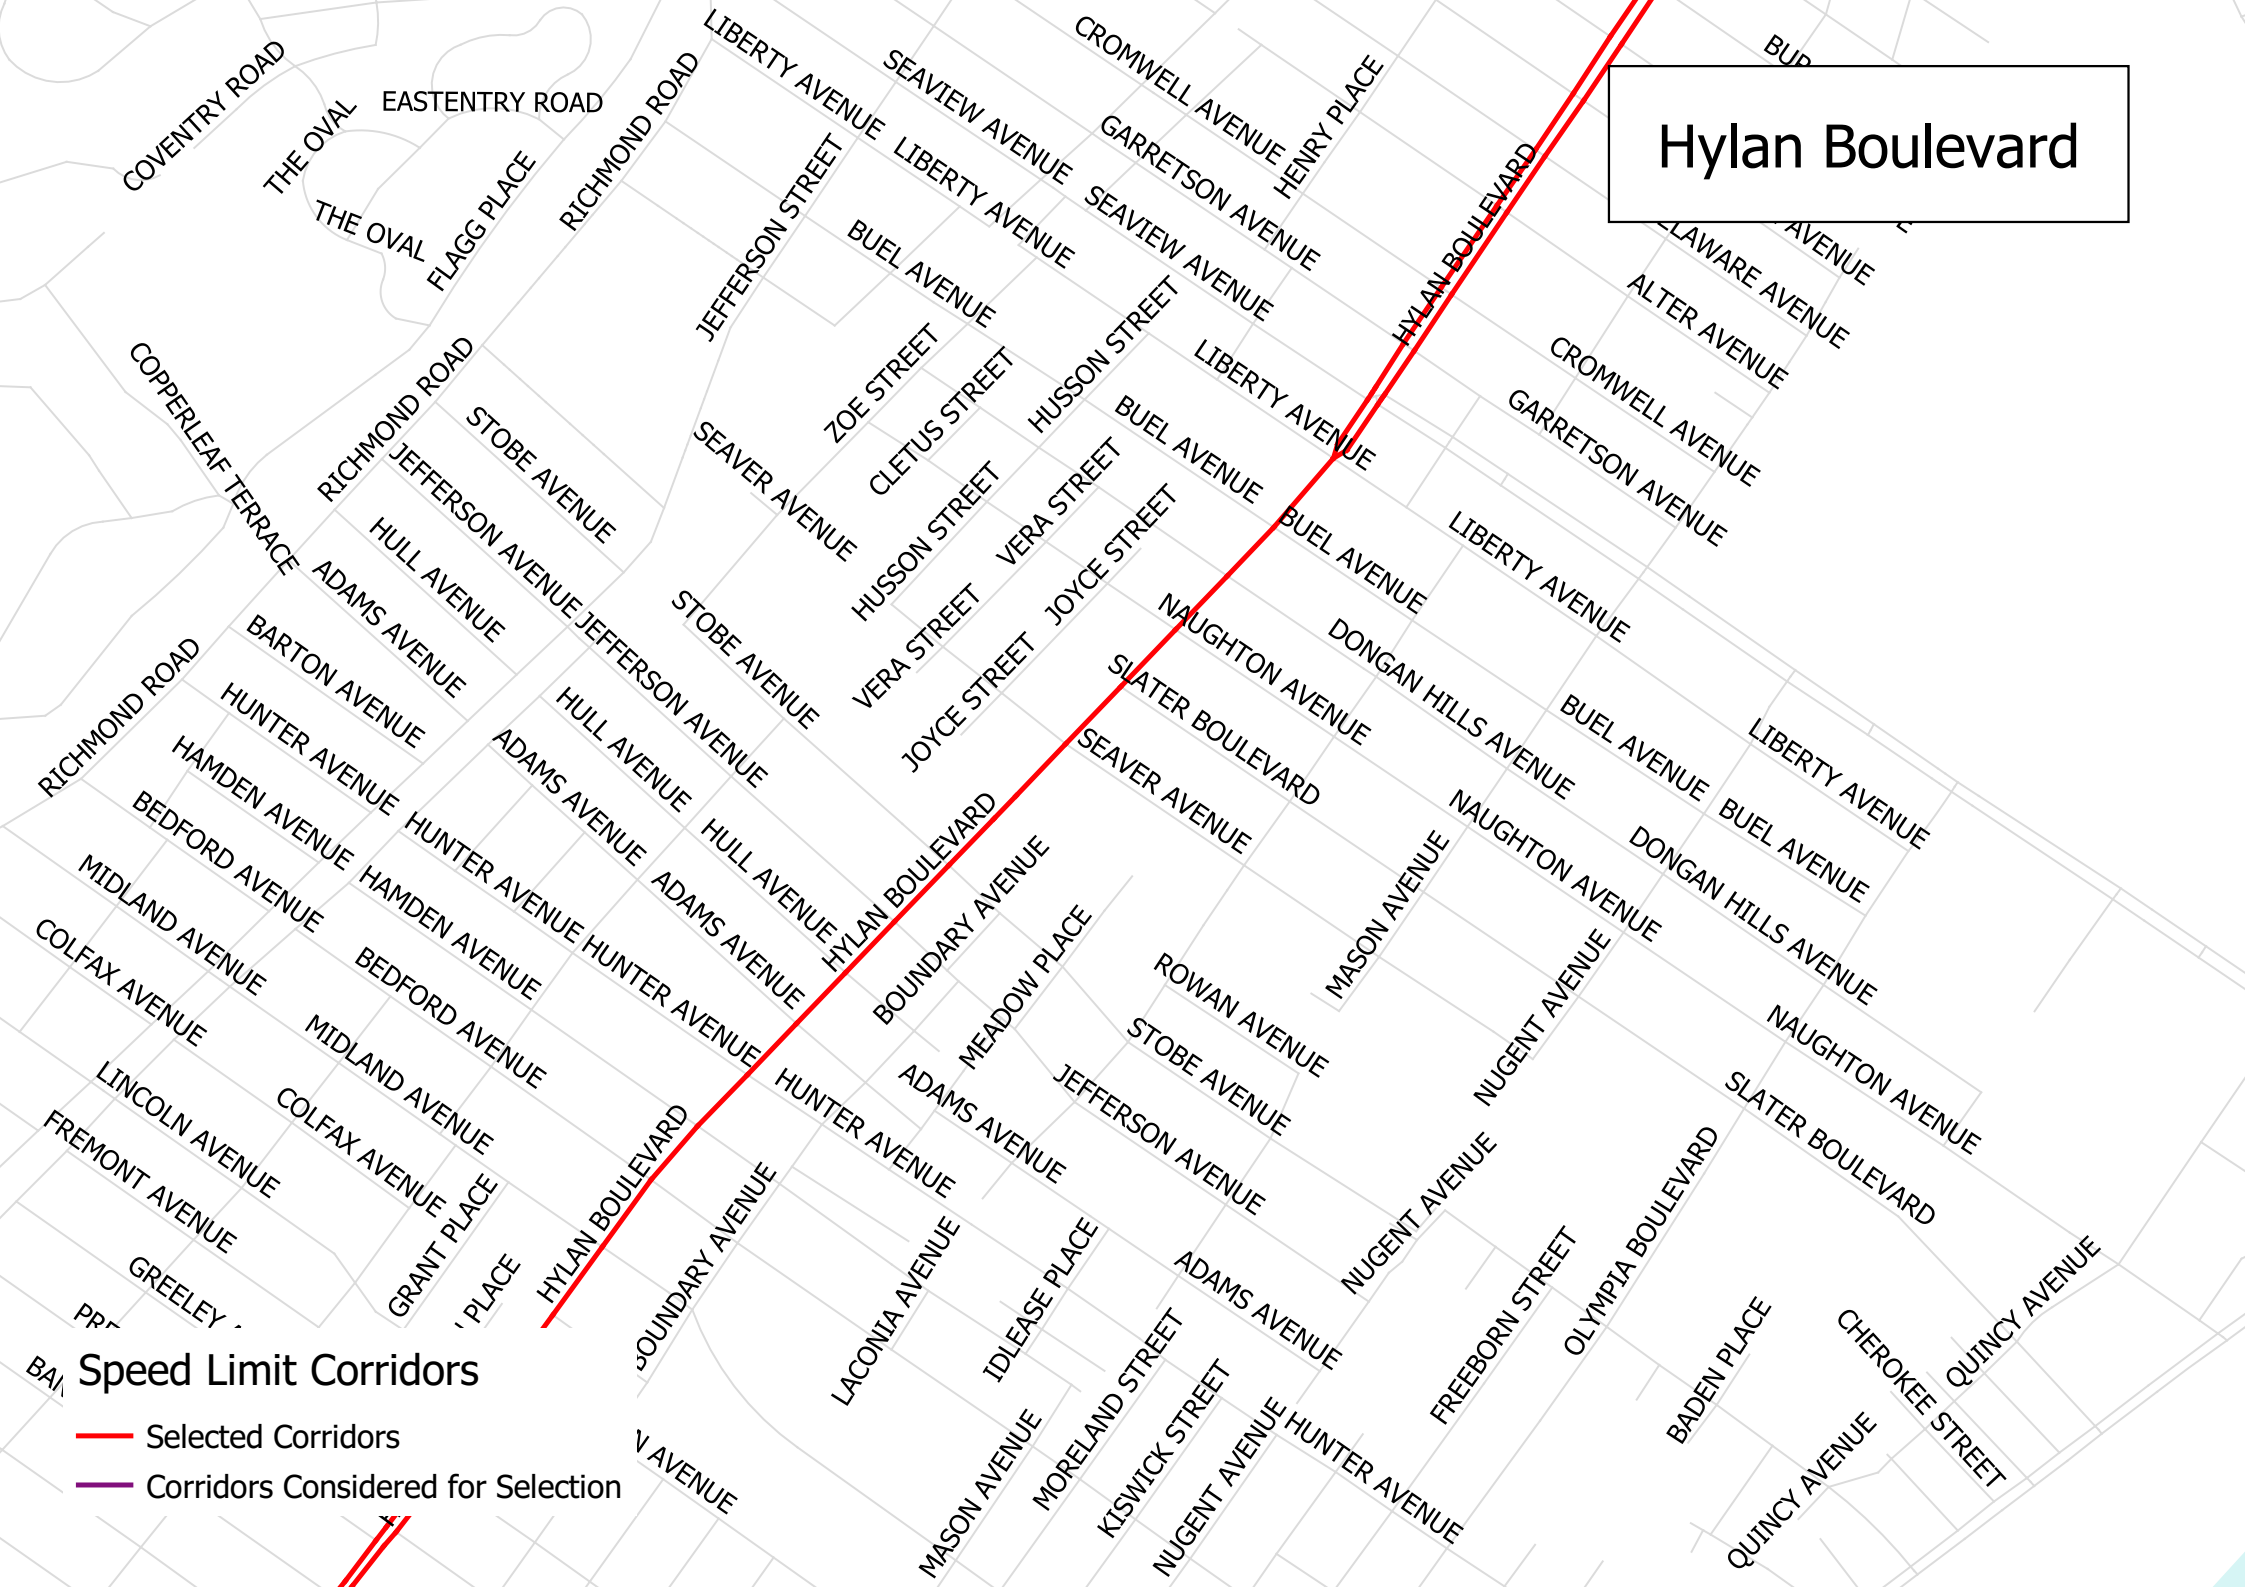 Hylan Boulevard
COVENTRY ROAD
THE OVAL
EASTENTRY ROAD
THE OVAL
FLAGG PLACE
RICHMOND ROAD
LIBERTY AVENUE
SEAVIEW AVENUE
CROMWELL AVENUE
HENRY PLACE
GARRETSON AVENUE
JEFFERSON STREET
LIBERTY AVENUE
SEAVIEW AVENUE
HYLAN BOULEVARD
AVENUE
ALTER AVENUE
BUEL AVENUE
COPPERLEAF TERRACE
RICHMOND ROAD
ZOE STREET
CLETUS STREET
HUSSON STREET
LIBERTY AVENUE
CROMWELL AVENUE
GARRETSON AVENUE
STOBE AVENUE
SEAVER AVENUE
BUEL AVENUE
JEFFERSON AVENUE
HULL AVENUE
HUSSON STREET
VERA STREET
JOYCE STREET
BUEL AVENUE
LIBERTY AVENUE
ADAMS AVENUE
BARTON AVENUE
JEFFERSON AVENUE
STOBE AVENUE
VERA STREET
JOYCE STREET
NAUGHTON AVENUE
DONGAN HILLS AVENUE
SLATER BOULEVARD
RICHMOND ROAD
HUNTER AVENUE
HULL AVENUE
ADAMS AVENUE
SEAVER AVENUE
BUEL AVENUE
LIBERTY AVENUE
HAMDEN AVENUE
BEDFORD AVENUE
HUNTER AVENUE
HULL AVENUE
HYLAN BOULEVARD
BOUNDARY AVENUE
NAUGHTON AVENUE
BUEL AVENUE
DONGAN HILLS AVENUE
MASON AVENUE
MIDLAND AVENUE
HAMDEN AVENUE
ADAMS AVENUE
COLFAX AVENUE
BEDFORD AVENUE
HUNTER AVENUE
MEADOW PLACE
ROWAN AVENUE
NUGENT AVENUE
STOBE AVENUE
NAUGHTON AVENUE
MIDLAND AVENUE
LINCOLN AVENUE
COLFAX AVENUE
FREMONT AVENUE
HUNTER AVENUE
ADAMS AVENUE
JEFFERSON AVENUE
SLATER BOULEVARD
HYLAN BOULEVARD
GRANT PLACE
PLACE
BOUNDARY AVENUE
NUGENT AVENUE
OLYMPIA BOULEVARD
GREELEY
LACONIA AVENUE
IDLEASE PLACE
ADAMS AVENUE
FREEBORN STREET
QUINCY AVENUE
BADEN PLACE
CHEROKEE STREET
MORELAND STREET
KISWICK STREET
MASON AVENUE
NUGENT AVENUE
HUNTER AVENUE
QUINCY AVENUE
AVENUE
Speed Limit Corridors
Selected Corridors
Corridors Considered for Selection